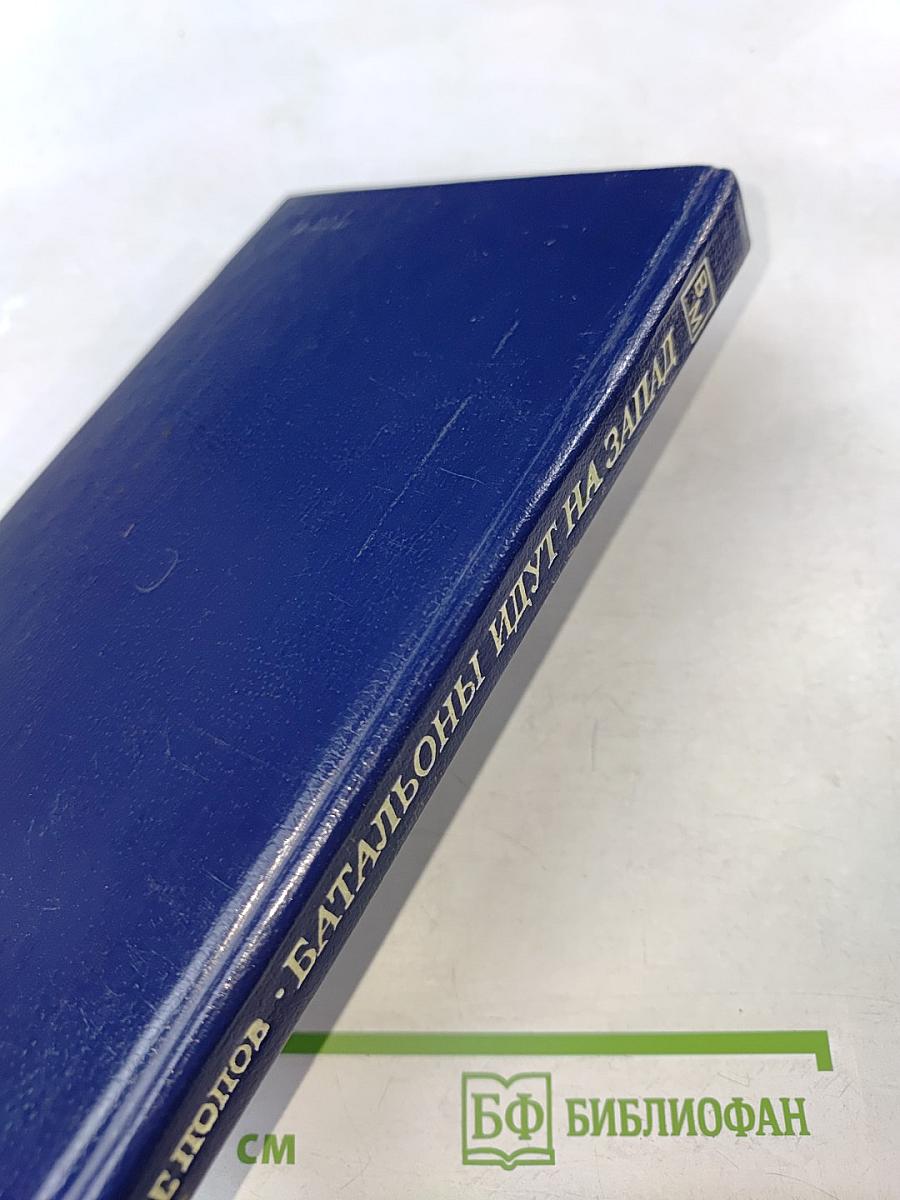 Е ПОПОВ · БАТАЛЬОНЫ ИДУТ НА ЗАПАД
В·М
СМ
БФ БИБЛИОФАН